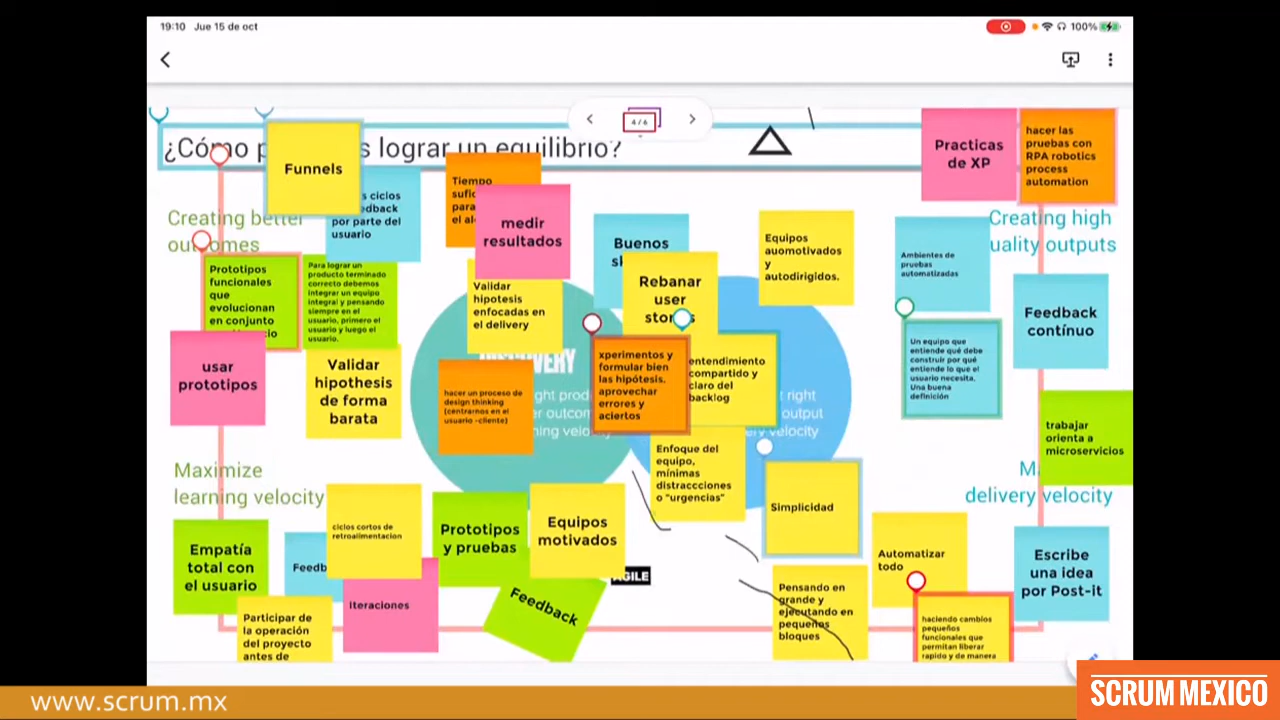 19:10 Jue 15 de oct
100%
4/6
¿Cómo p s lograr un equilibrio?
Funnels
s ciclos
edback
por parte del
usuario
Tiempo
sufic
para
el al
medir
resultados
Practicas
de XP
hacer las
pruebas con
RPA robotics
process
automation
Creating better
outcomes
Creating high
quality outputs
Buenos
Equipos
auomotivados
y
autodirigidos.
Ambientes de
pruebas
automatizadas
Prototipos
funcionales
que
evolucionan
en conjunto
Para lograr un
producto terminado
correcto debemos
integrar un equipo
integral y pensando
siempre en el
usuario, primero el
usuario y luego el
usuario.
Validar
hipotesis
enfocadas en
el delivery
Rebanar
user
stories
Feedback
contínuo
usar
prototipos
Validar
hipothesis
de forma
barata
hacer un proceso de
design thinking
(centrarnos en el
usuario -cliente)
xperimentos y
formular bien
las hipótesis.
aprovechar
errores y
aciertos
entendimiento
compartido y
claro del
backlog
Un equipo que
entiende qué debe
construir por qué
entiende lo que el
usuario necesita.
Una buena
definición
ght prod
t right
er outcom
output
ning veloc
y velocity
trabajar
orienta a
microservicios
Maximize
learning velocity
M
delivery velocity
Enfoque del
equipo,
mínimas
distraccciones
o "urgencias"
Simplicidad
Empatía
total con
el usuario
Feedb
ciclos cortos de
retroalimentacion
Prototipos
y pruebas
Equipos
motivados
Automatizar
todo
Escribe
una idea
por Post-it
Iteraciones
Feedback
AGILE
Pensando en
grande y
ejecutando en
pequeños
bloques
Participar de
la operación
del proyecto
antes de
haciendo cambios
pequeños
funcionales que
permitan liberar
rapido y de manera
www.scrum.mx
SCRUM MEXICO